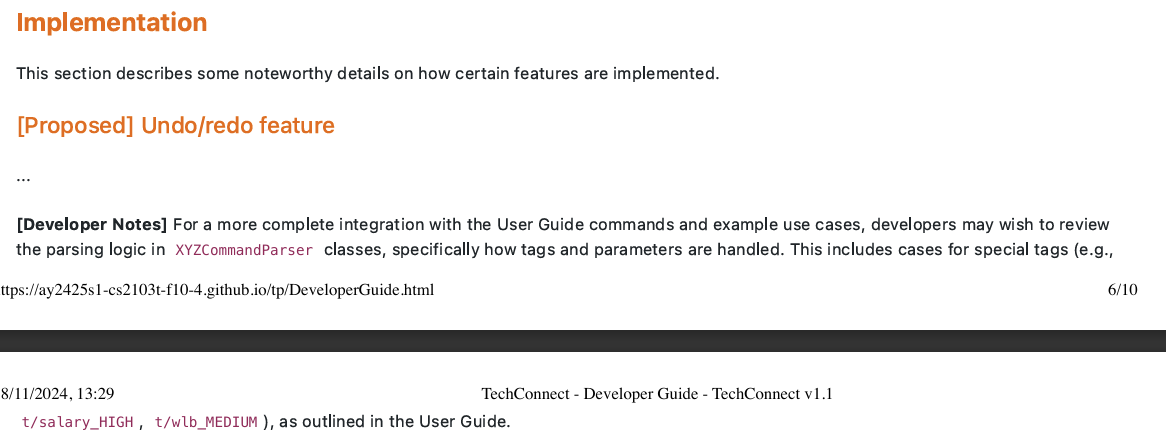 Implementation
This section describes some noteworthy details on how certain features are implemented.
[Proposed] Undo/redo feature
...
[Developer Notes] For a more complete integration with the User Guide commands and example use cases, developers may wish to review
the parsing logic in XYZCommandParser classes, specifically how tags and parameters are handled. This includes cases for special tags (e.g.,
ttps://ay2425s1-cs2103t-f10-4.github.io/tp/DeveloperGuide.html 6/10
8/11/2024, 13:29 TechConnect - Developer Guide - TechConnect v1.1
t/salary_HIGH , t/wlb_MEDIUM ), as outlined in the User Guide.